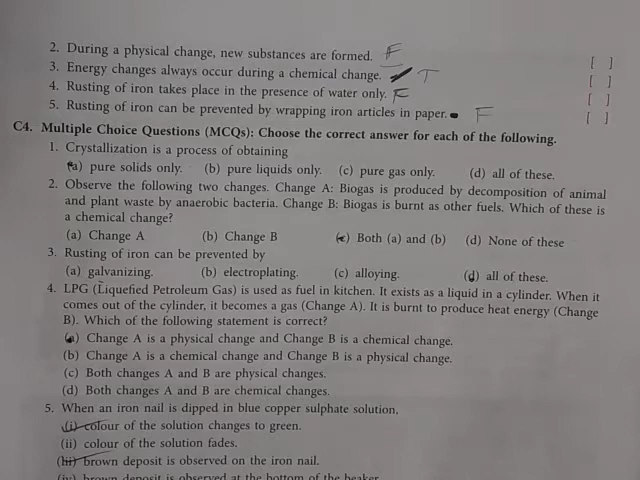 2. During a physical change, new substances are formed. F [ ]
3. Energy changes always occur during a chemical change. T [ ]
4. Rusting of iron takes place in the presence of water only. F [ ]
5. Rusting of iron can be prevented by wrapping iron articles in paper. F [ ]
C4. Multiple Choice Questions (MCQs): Choose the correct answer for each of the following.
1. Crystallization is a process of obtaining
(a) pure solids only. (b) pure liquids only. (c) pure gas only. (d) all of these.
2. Observe the following two changes. Change A: Biogas is produced by decomposition of animal
and plant waste by anaerobic bacteria. Change B: Biogas is burnt as other fuels. Which of these is
a chemical change?
(a) Change A (b) Change B (c) Both (a) and (b) (d) None of these
3. Rusting of iron can be prevented by
(a) galvanizing. (b) electroplating. (c) alloying. (d) all of these.
4. LPG (Liquefied Petroleum Gas) is used as fuel in kitchen. It exists as a liquid in a cylinder. When it
comes out of the cylinder, it becomes a gas (Change A). It is burnt to produce heat energy (Change
B). Which of the following statement is correct?
(a) Change A is a physical change and Change B is a chemical change.
(b) Change A is a chemical change and Change B is a physical change.
(c) Both changes A and B are physical changes.
(d) Both changes A and B are chemical changes.
5. When an iron nail is dipped in blue copper sulphate solution,
(i) colour of the solution changes to green.
(ii) colour of the solution fades.
(iii) brown deposit is observed on the iron nail.
(iv) brown deposit is observed at the bottom of the beaker.